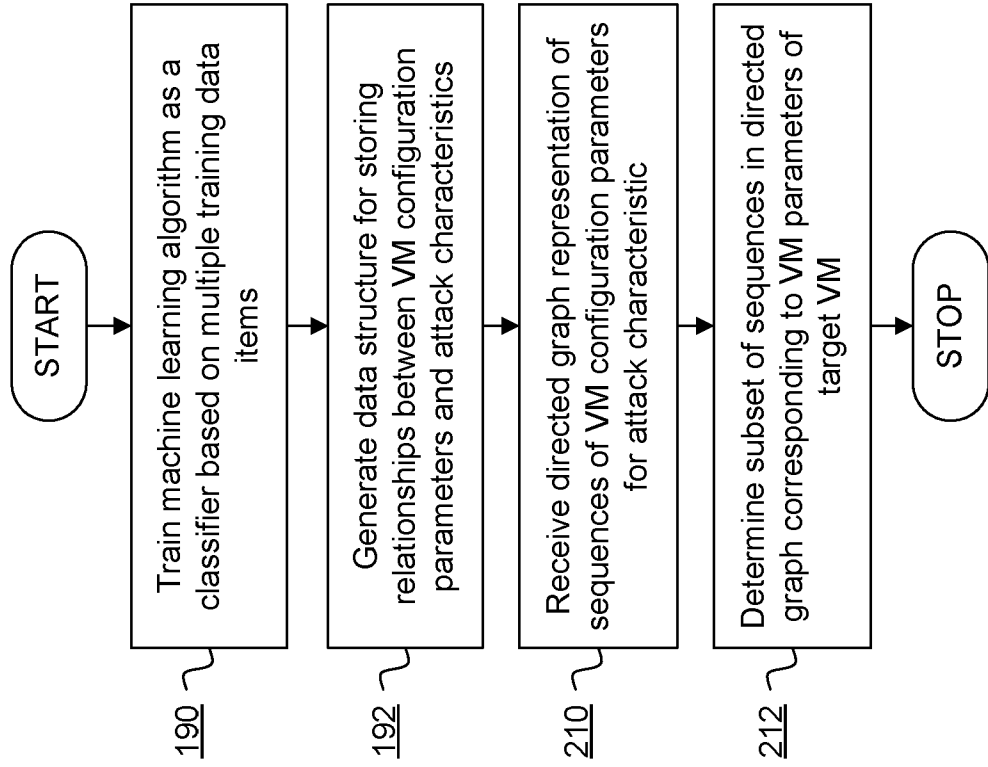 START
190
Train machine learning algorithm as a
classifier based on multiple training data
items
192
Generate data structure for storing
relationships between VM configuration
parameters and attack characteristics
210
Receive directed graph representation of
sequences of VM configuration parameters
for attack characteristic
212
Determine subset of sequences in directed
graph corresponding to VM parameters of
target VM
STOP